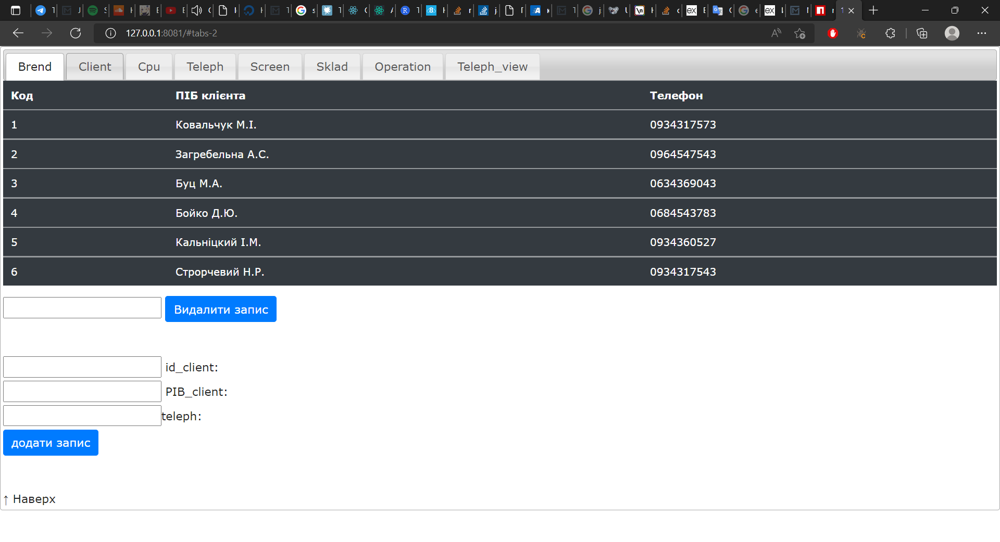 127.0.0.1:8081/#tabs-2
Brend Client Cpu Teleph Screen Sklad Operation Teleph_view
Код ПІБ клієнта Телефон
1 Ковальчук М.І. 0934317573
2 Загребельна А.С. 0964547543
3 Буц М.А. 0634369043
4 Бойко Д.Ю. 0684543783
5 Кальніцкий І.М. 0934360527
6 Строрчевий Н.Р. 0934317543
Видалити запис
id_client:
PIB_client:
teleph:
додати запис
↑ Наверх